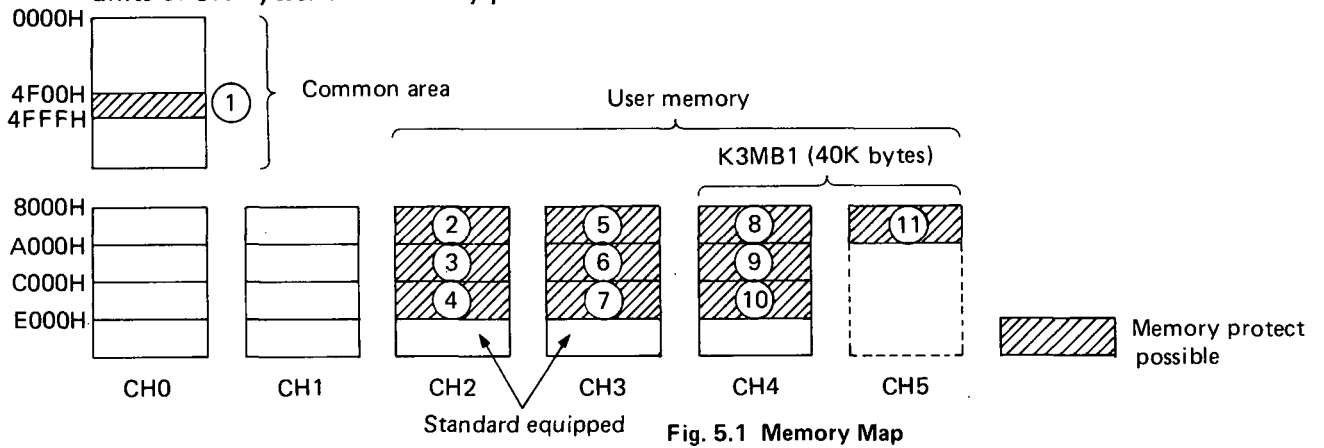 0000H
4F00H
4FFFH
1
Common area
User memory
K3MB1 (40K bytes)
8000H
A000H
C000H
E000H
2
3
4
5
6
7
8
9
10
11
CH0
CH1
CH2
CH3
CH4
CH5
Memory protect
possible
Standard equipped
Fig. 5.1 Memory Map